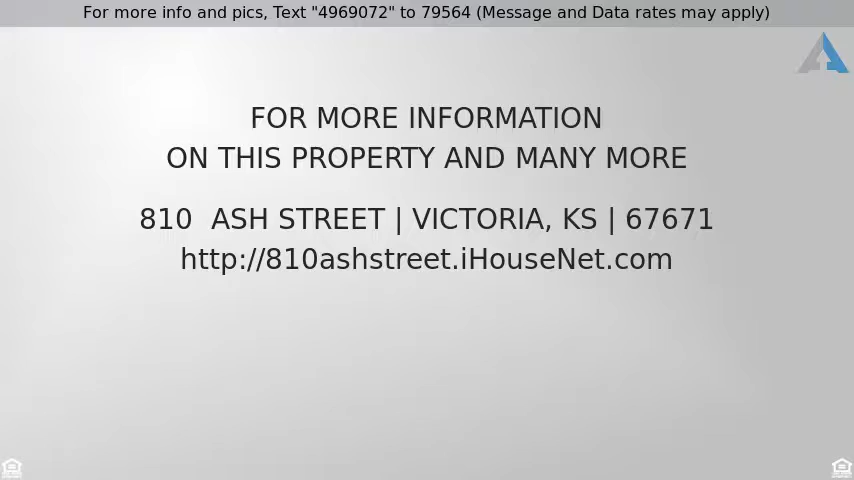 For more info and pics, Text "4969072" to 79564 (Message and Data rates may apply)
FOR MORE INFORMATION
ON THIS PROPERTY AND MANY MORE
810  ASH STREET | VICTORIA, KS | 67671
http://810ashstreet.iHouseNet.com